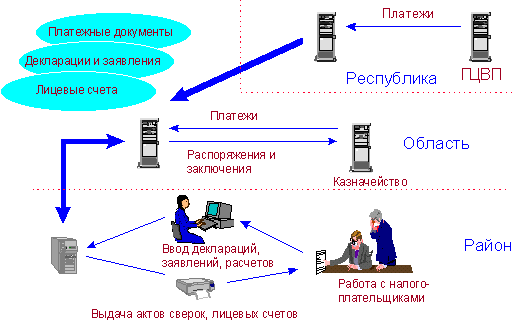 Платежные документы
Декларации и заявления
Лицевые счета
Платежи
Республика
ГЦВП
Платежи
Распоряжения и
заключения
Область
Казначейство
Ввод деклараций,
заявлений, расчетов
Район
Работа с налого-
плательщиками
Выдача актов сверок, лицевых счетов